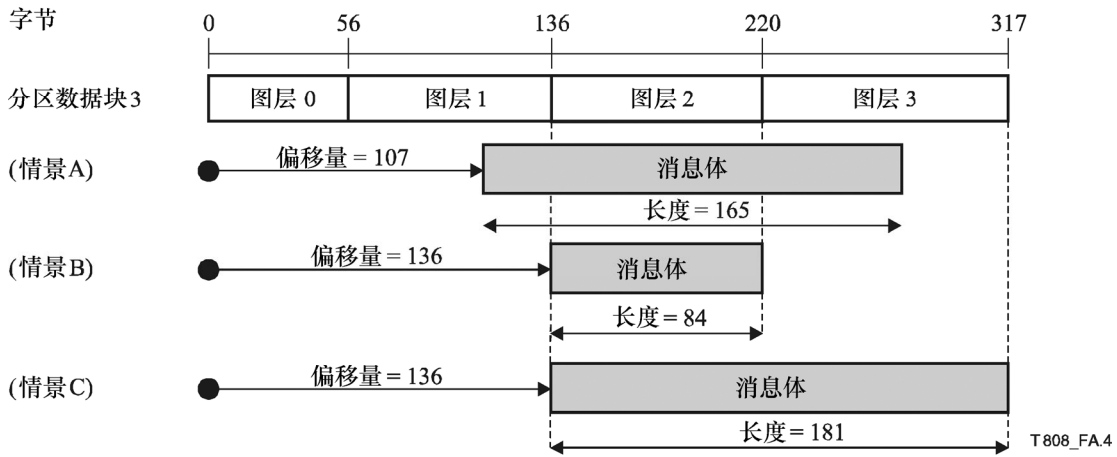 字节 0 56 136 220 317
分区数据块3 图层 0 图层 1 图层 2 图层 3
(情景A) 偏移量 = 107 消息体
长度 = 165
(情景B) 偏移量 = 136 消息体
长度 = 84
(情景C) 偏移量 = 136 消息体
长度 = 181
T808_FA.4